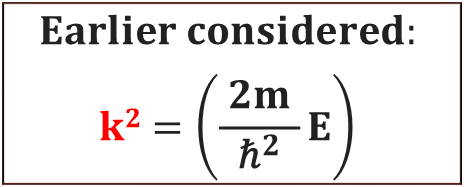 Earlier considered:
k² = (2m/ℏ² E)